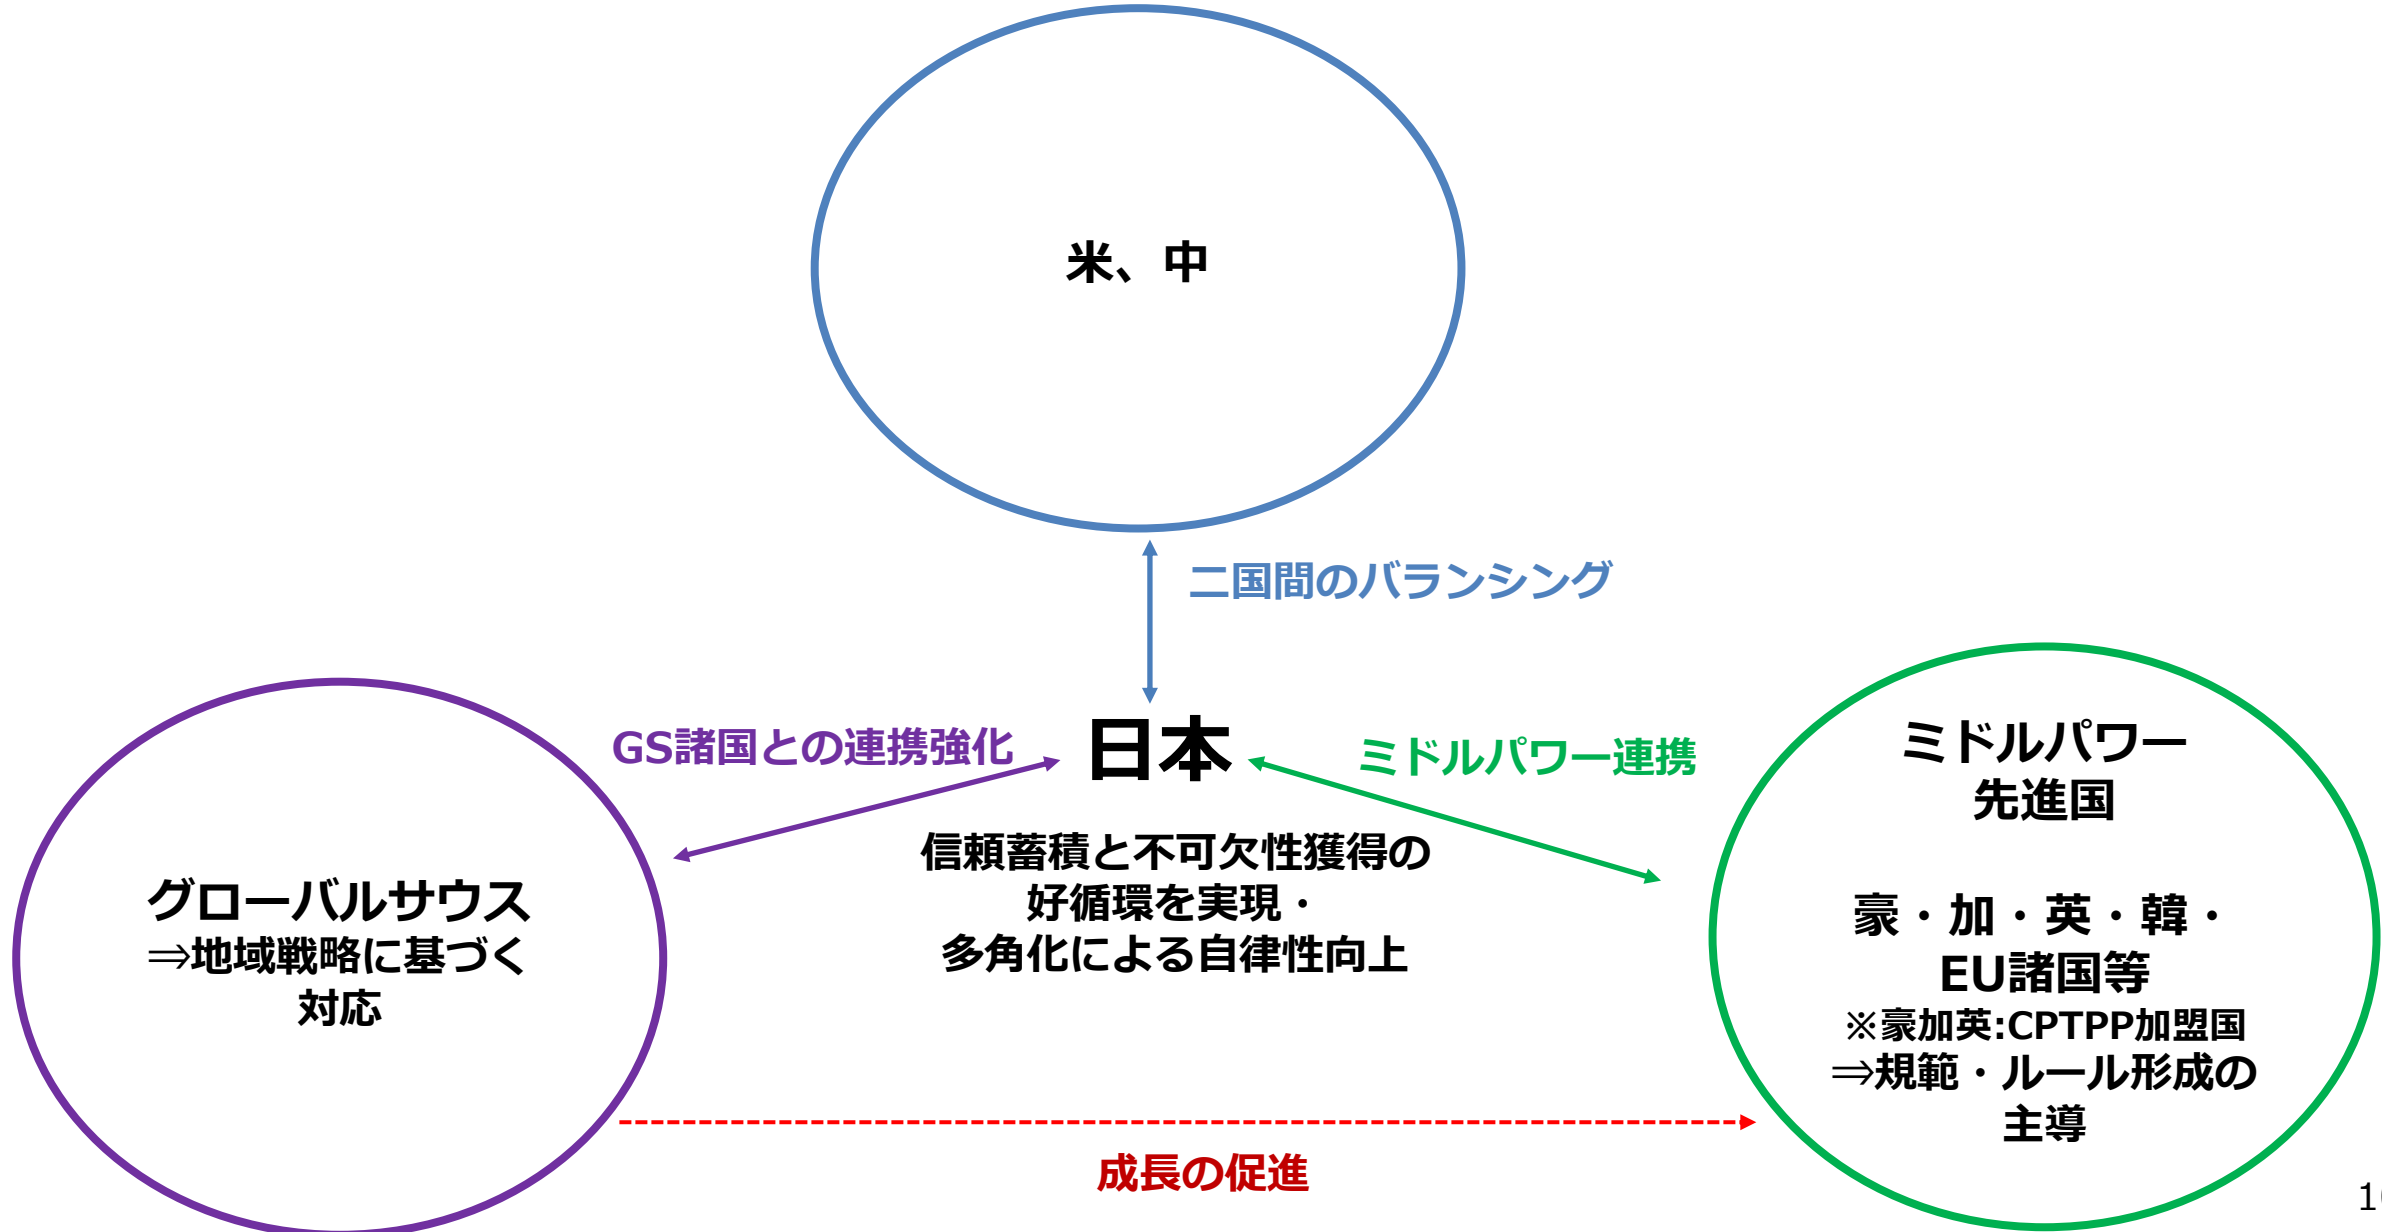 米、中
二国間のバランシング
GS諸国との連携強化
日本
ミドルパワー連携
信頼蓄積と不可欠性獲得の
好循環を実現・
多角化による自律性向上
グローバルサウス
⇒地域戦略に基づく
対応
ミドルパワー
先進国
豪・加・英・韓・
EU諸国等
※豪加英:CPTPP加盟国
⇒規範・ルール形成の
主導
成長の促進